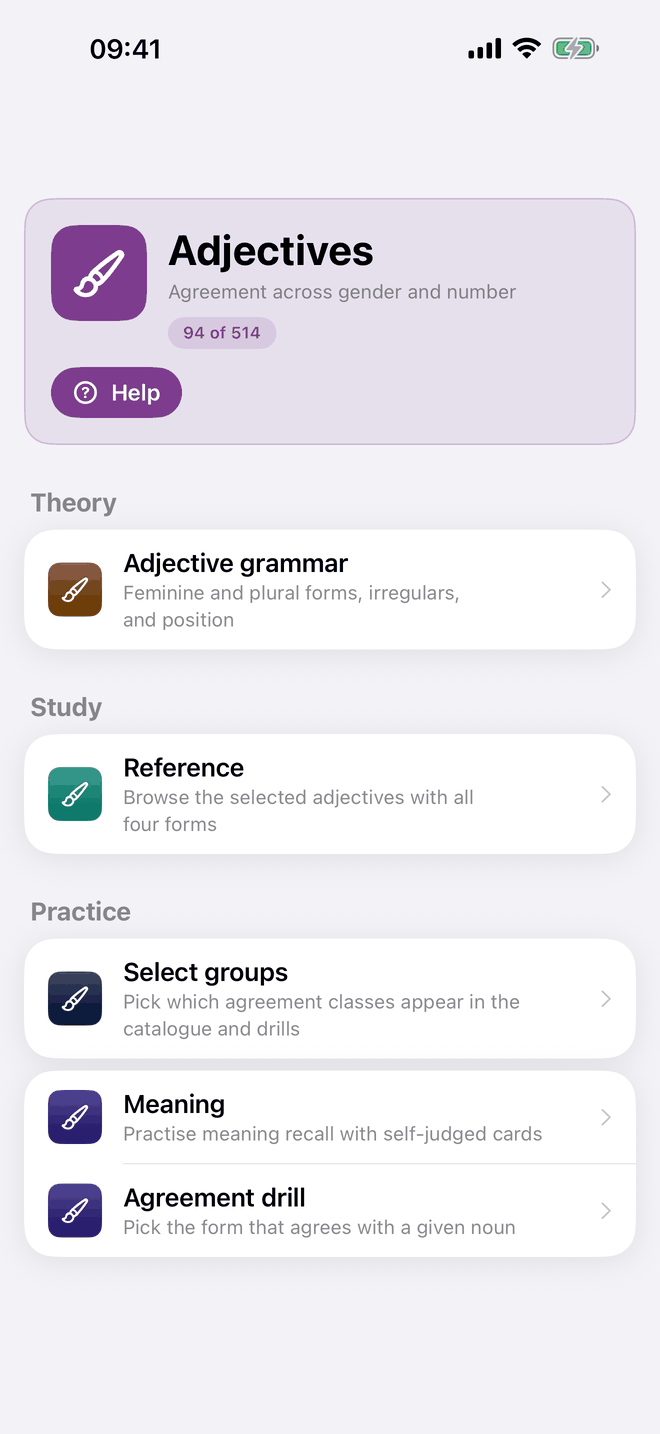 09:41
Adjectives
Agreement across gender and number
94 of 514
? Help
Theory
Adjective grammar
Feminine and plural forms, irregulars,
and position
Study
Reference
Browse the selected adjectives with all
four forms
Practice
Select groups
Pick which agreement classes appear in the
catalogue and drills
Meaning
Practise meaning recall with self-judged cards
Agreement drill
Pick the form that agrees with a given noun